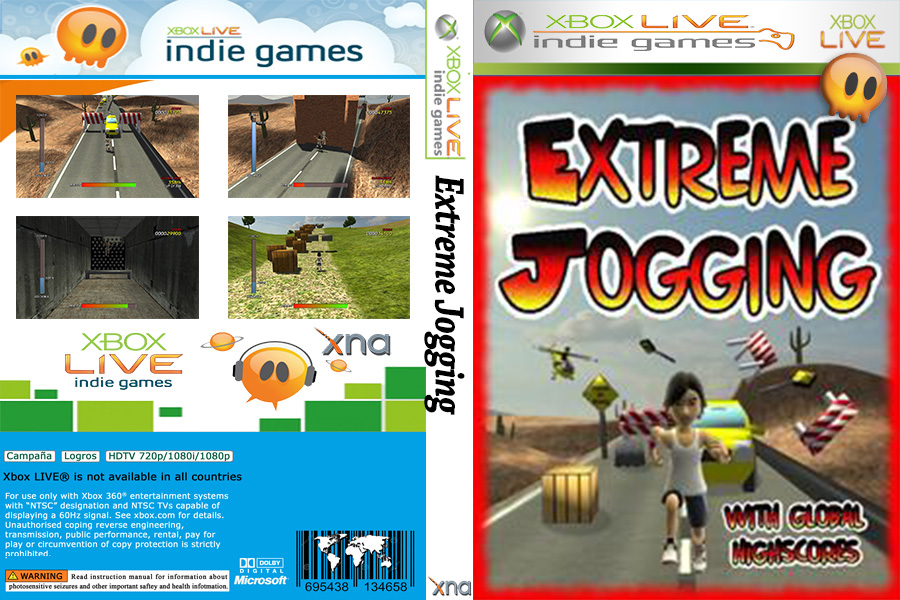 XBOX LIVE
indie games
XBOX LIVE
indie games
xna
Campaña Logros HDTV 720p/1080i/1080p
Xbox LIVE® is not available in all countries
For use only with Xbox 360® entertainment systems
with "NTSC" designation and NTSC TVs capable of
displaying a 60Hz signal. See xbox.com for details.
Unauthorised coping reverse engineering,
transmission, public performance, rental, pay for
play or circumvention of copy protection is strictly
prohibited.
WARNING Read instruction manual for information about
photosensitive seizures and other important saftey and health infotmation.
DOLBY
DIGITAL
Microsoft
695438 134658
XBOX LIVE
indie games
Extreme Jogging
xna
XBOX LIVE
indie games
XBOX
LIVE
EXTREME
JOGGING
WITH GLOBAL
HIGHSCORES